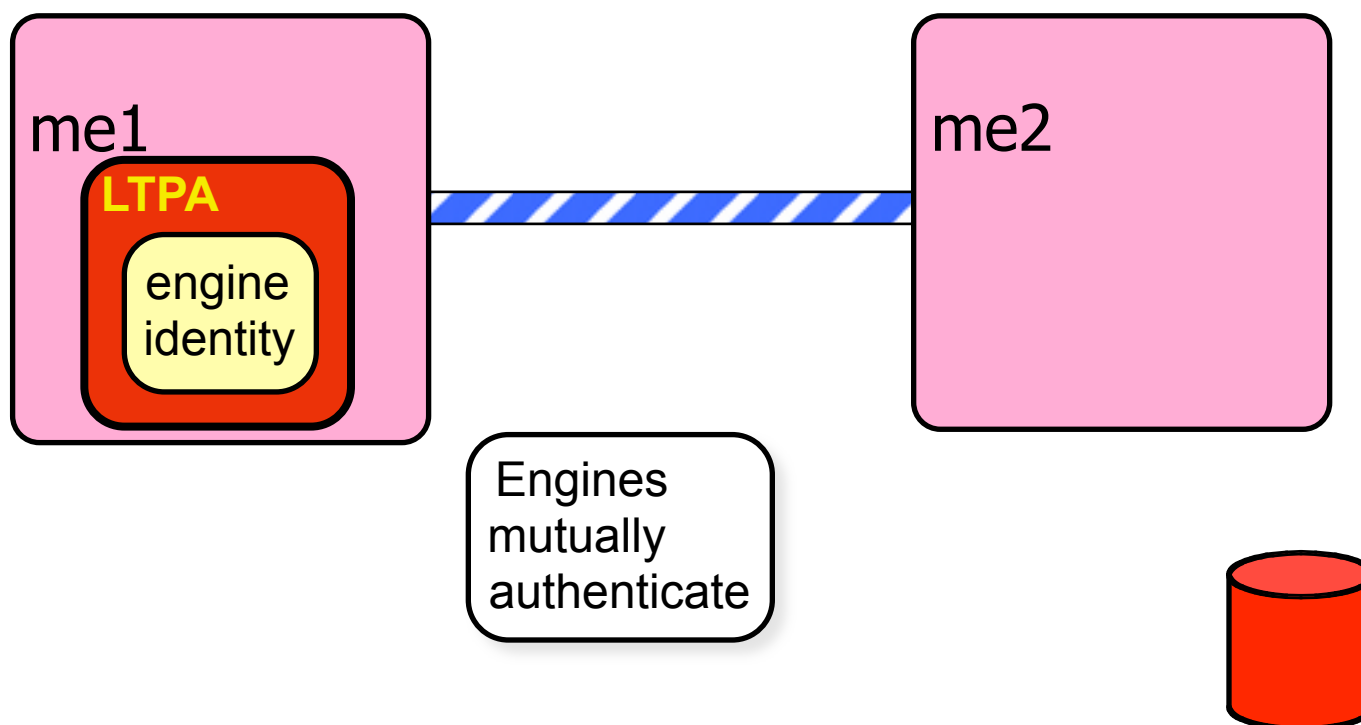 me1
me2
LTPA
engine
identity
Engines
mutually
authenticate